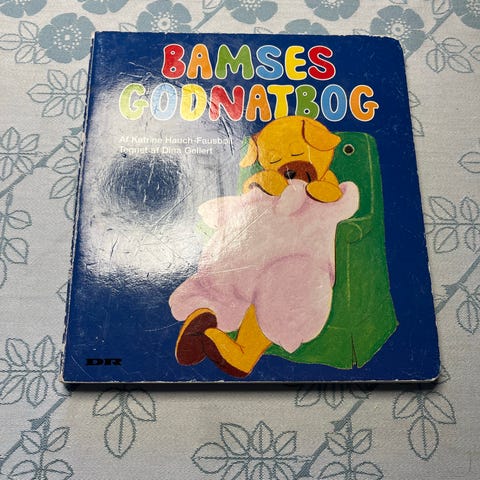 BAMSES
GODNATBOG
Af Katrine Hauch-Fausbøll
Tegnet af Dina Gellert
DR